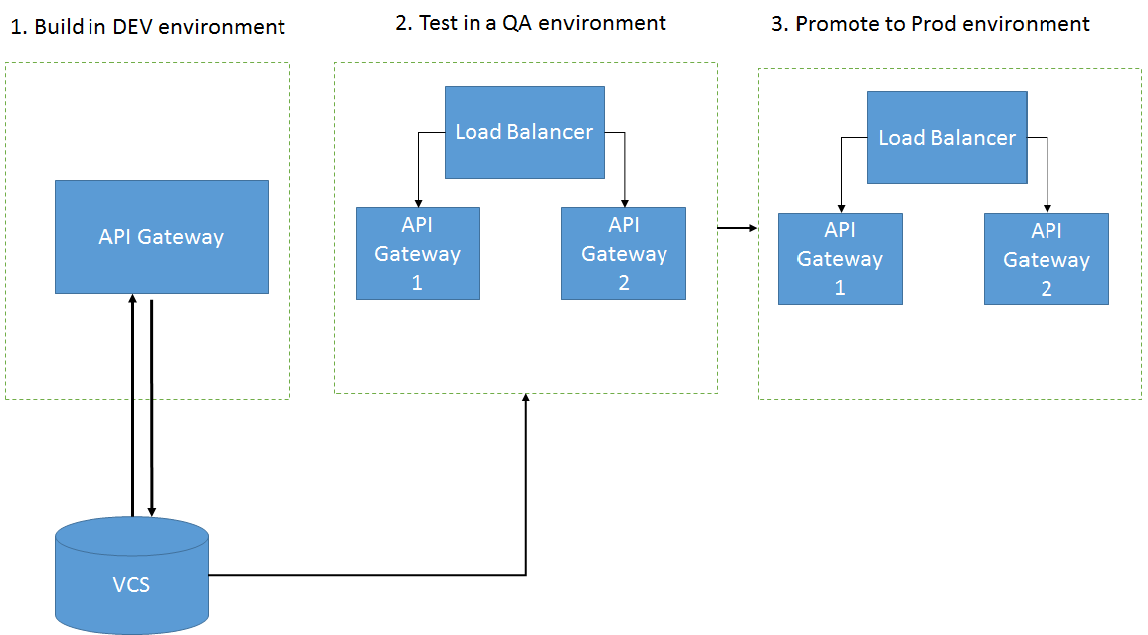 1. Build in DEV environment
2. Test in a QA environment
3. Promote to Prod environment
API Gateway
Load Balancer
API
Gateway
1
API
Gateway
2
Load Balancer
API
Gateway
1
API
Gateway
2
VCS